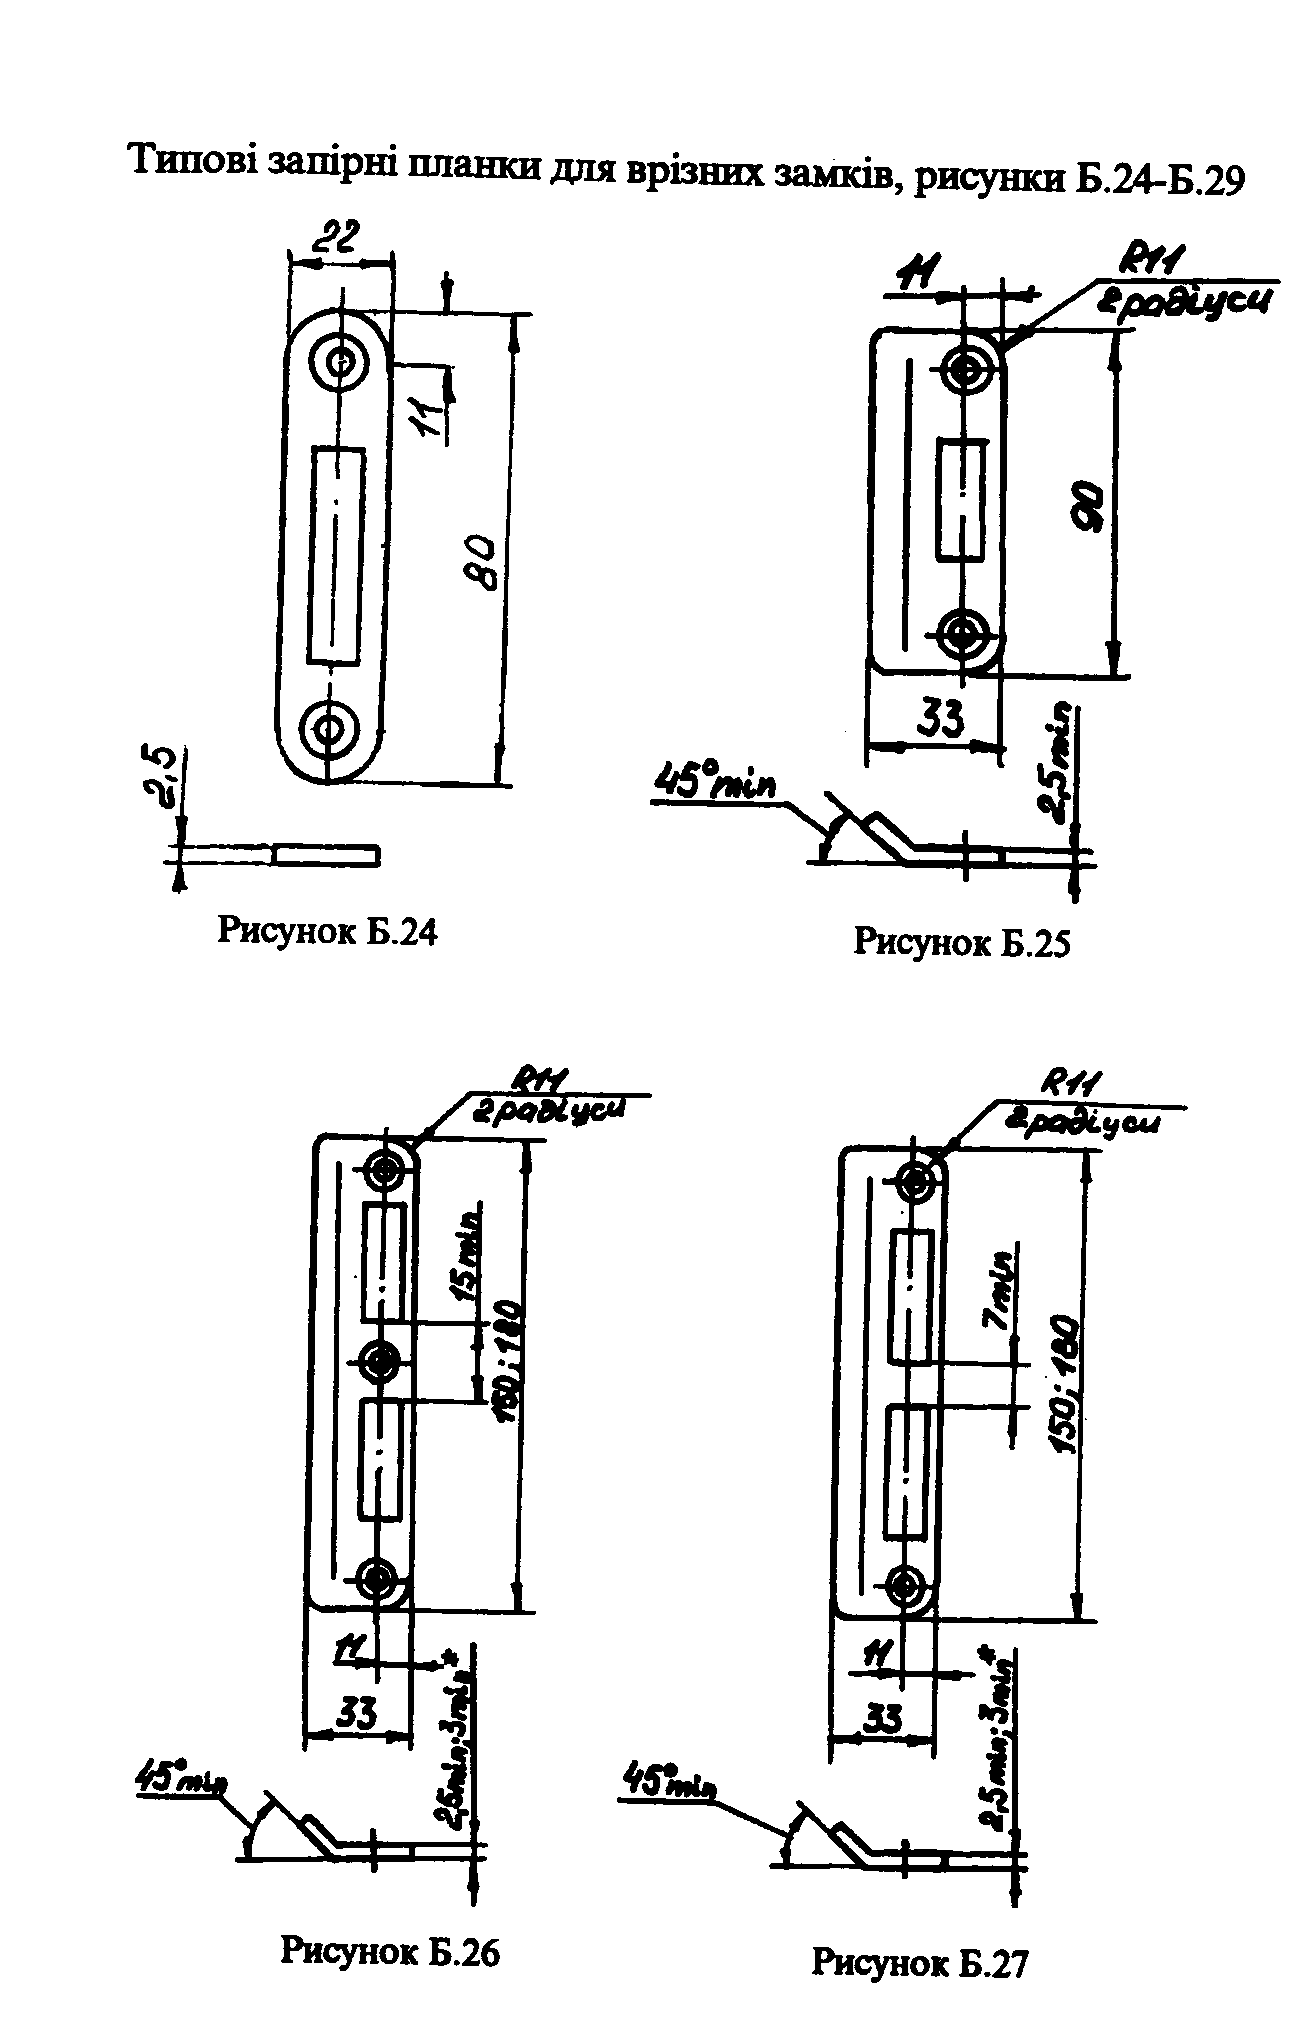 Типові запірні планки для врізних замків, рисунки Б.24-Б.29
22
11
80
2,5
Рисунок Б.24
11
R11
2 радіуси
90
33
2,5 min
45° min
Рисунок Б.25
R11
2 радіуси
15 min
150; 180
11
33
2,5 min; 3 min*
45° min
Рисунок Б.26
R11
2 радіуси
7 min
150; 180
11
33
2,5 min; 3 min*
45° min
Рисунок Б.27